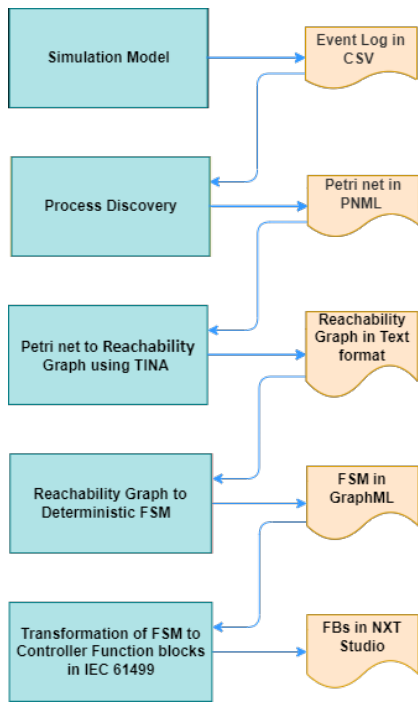 Simulation Model
Event Log in
CSV
Process Discovery
Petri net in
PNML
Petri net to Reachability
Graph using TINA
Reachability
Graph in Text
format
Reachability Graph to
Deterministic FSM
FSM in
GraphML
Transformation of FSM to
Controller Function blocks
in IEC 61499
FBs in NXT
Studio